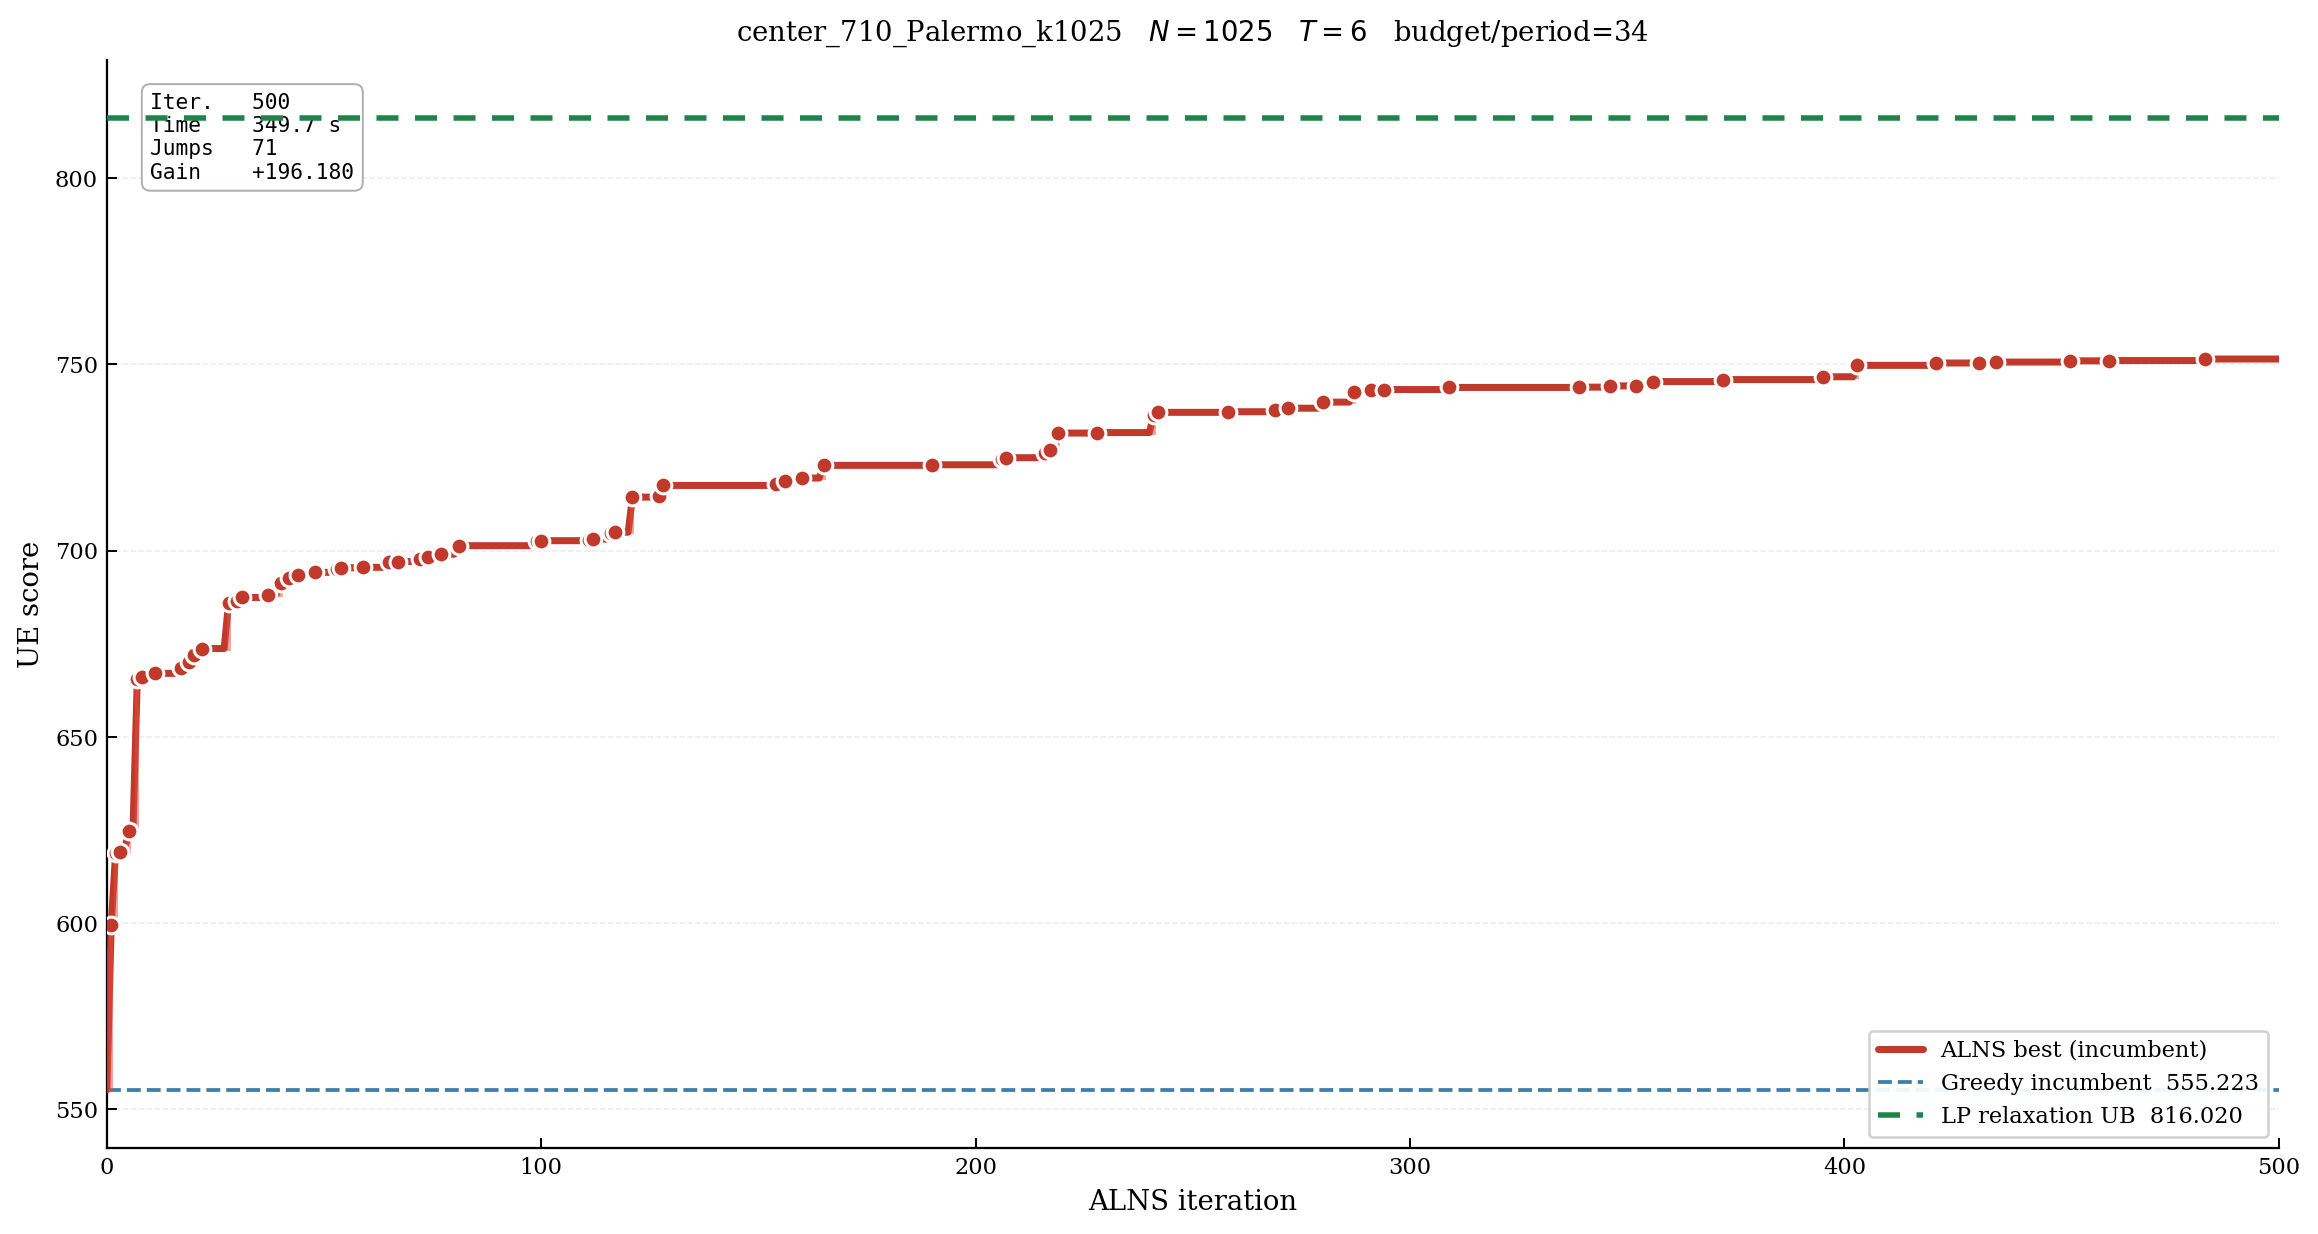 center_710_Palermo_k1025 N = 1025 T = 6 budget/period=34
Iter. 500
Time 349.7 s
Jumps 71
Gain +196.180
800
750
700
650
600
550
UE score
0 100 200 300 400 500
ALNS iteration
ALNS best (incumbent)
Greedy incumbent 555.223
LP relaxation UB 816.020